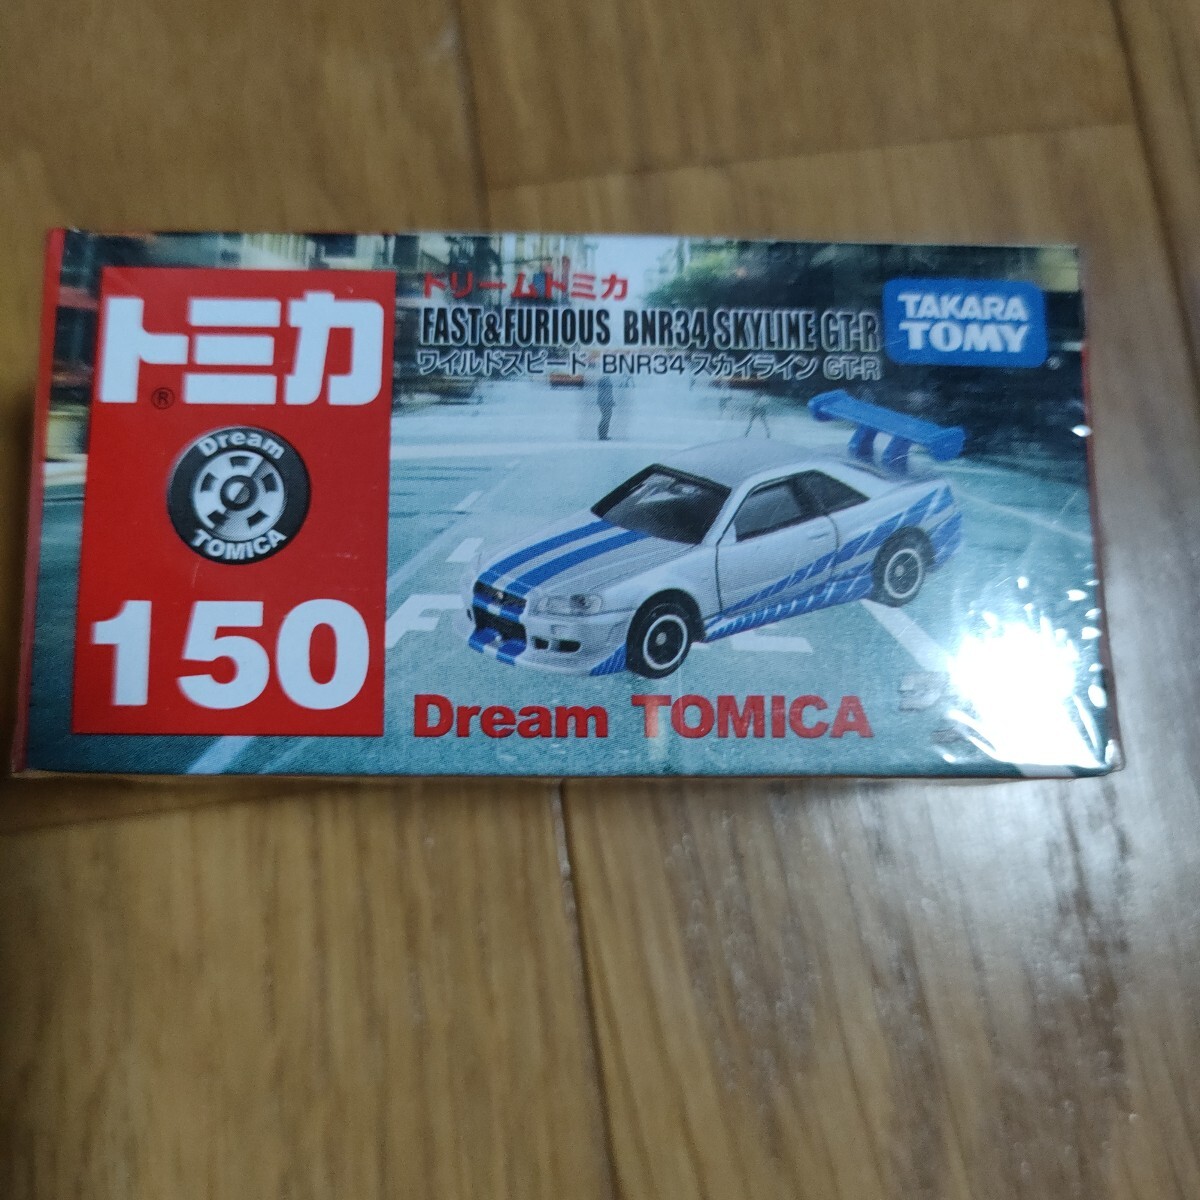 トミカ
®
Dream
TOMICA
150
ドリームトミカ
FAST&FURIOUS BNR34 SKYLINE GT-R
ワイルドスピード BNR34 スカイライン GT-R
TAKARA
TOMY
®
Dream TOMICA